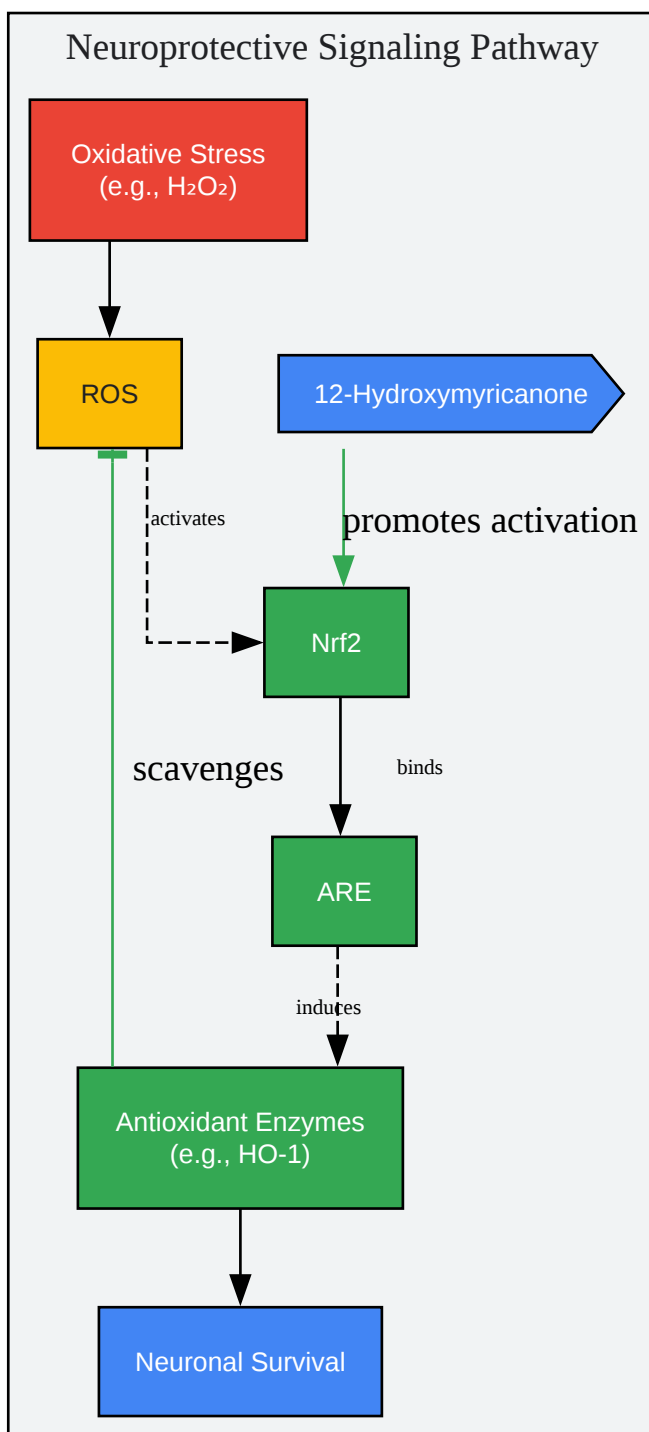 Neuroprotective Signaling Pathway
Oxidative Stress
(e.g., H₂O₂)
ROS
12-Hydroxymyricanone
activates
promotes activation
Nrf2
scavenges
binds
ARE
induces
Antioxidant Enzymes
(e.g., HO-1)
Neuronal Survival